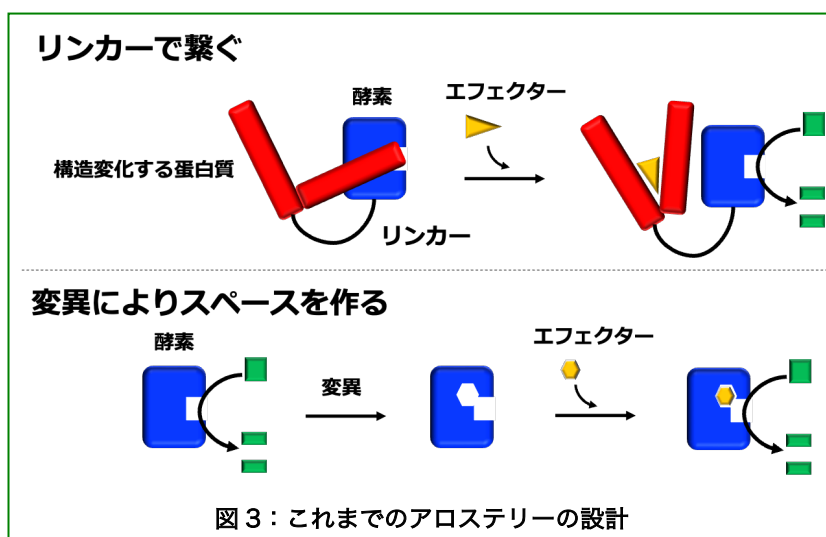 リンカーで繋ぐ
酵素
エフェクター
構造変化する蛋白質
リンカー
変異によりスペースを作る
酵素
エフェクター
変異
図3：これまでのアロステリーの設計